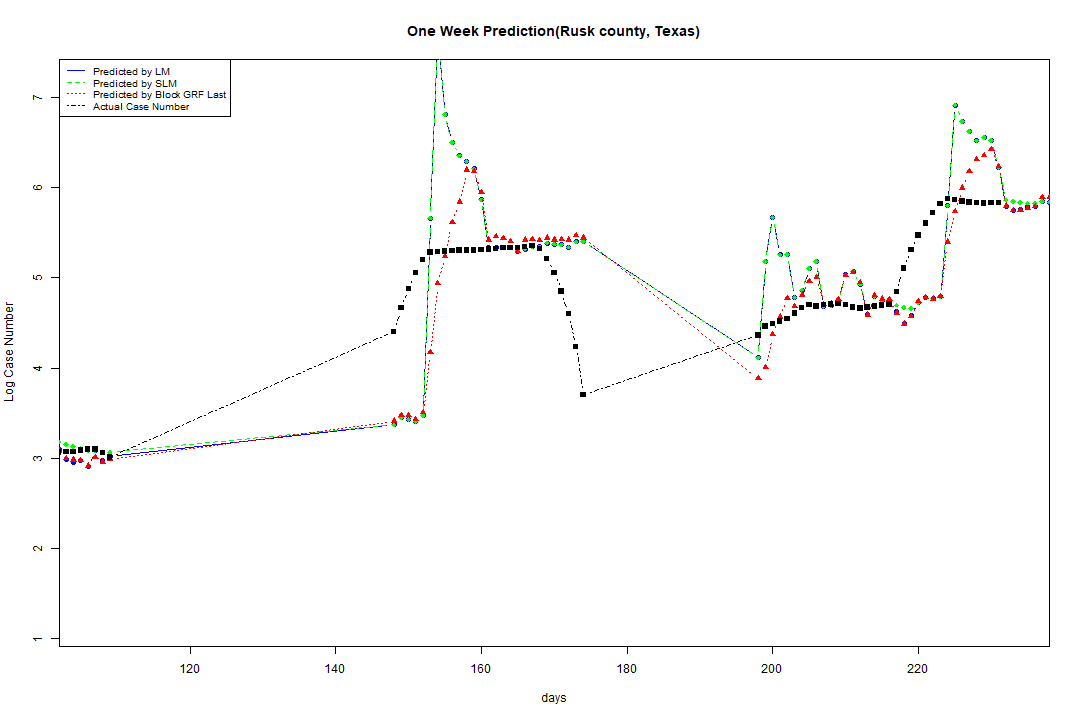 One Week Prediction(Rusk county, Texas)
Predicted by LM
Predicted by SLM
Predicted by Block GRF Last
Actual Case Number
7
6
5
4
3
2
1
Log Case Number
120 140 160 180 200 220
days